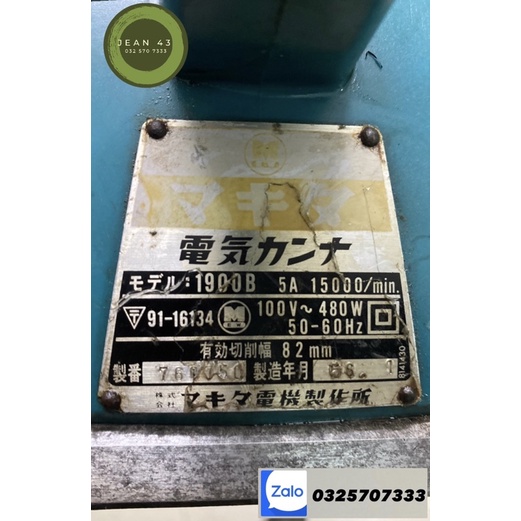 JEAN 43
032 570 7333
マキタ
電気カンナ
モデル:1900B 5A 15000/min.
〒 91-16134 M 100V~480W
50-60Hz
有効切削幅 82mm
製番 製造年月
株式会社 マキタ電機製作所
8141430
Zalo 0325707333